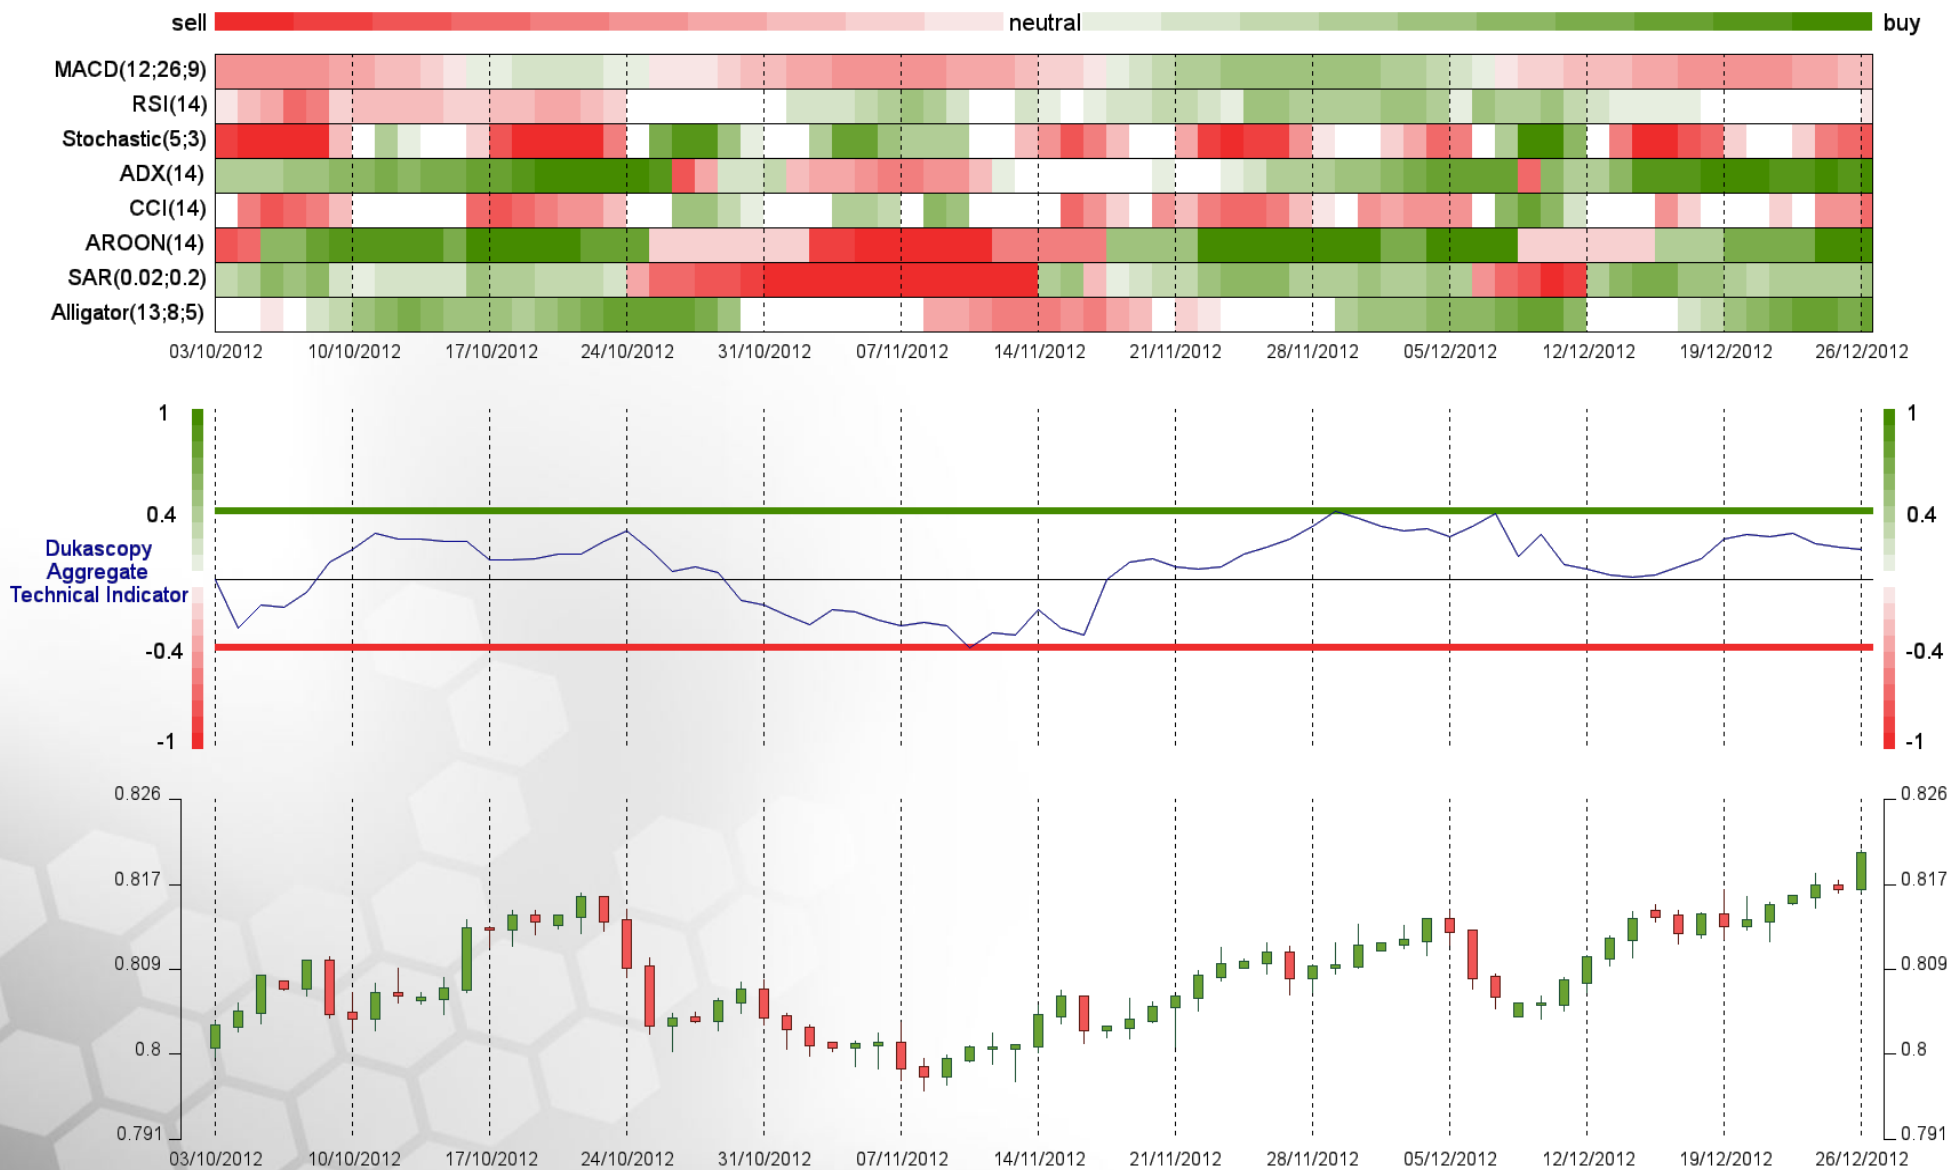 sell neutral buy
MACD(12;26;9)
RSI(14)
Stochastic(5;3)
ADX(14)
CCI(14)
AROON(14)
SAR(0.02;0.2)
Alligator(13;8;5)
03/10/2012 10/10/2012 17/10/2012 24/10/2012 31/10/2012 07/11/2012 14/11/2012 21/11/2012 28/11/2012 05/12/2012 12/12/2012 19/12/2012 26/12/2012
1 1
0.4 0.4
Dukascopy
Aggregate
Technical Indicator
-0.4 -0.4
-1 -1
0.826 0.826
0.817 0.817
0.809 0.809
0.8 0.8
0.791 0.791
03/10/2012 10/10/2012 17/10/2012 24/10/2012 31/10/2012 07/11/2012 14/11/2012 21/11/2012 28/11/2012 05/12/2012 12/12/2012 19/12/2012 26/12/2012